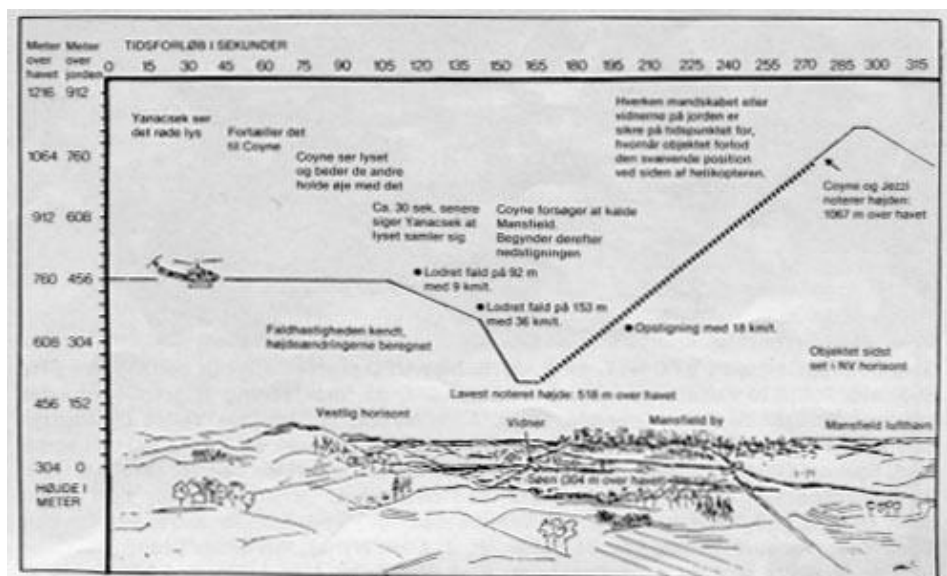 Meter over havet
Meter over jorden
TIDSFORLØB I SEKUNDER
0 15 30 45 60 75 90 105 120 135 150 165 180 195 210 225 240 255 270 285 300 315
1216 912
Yanacsek ser
det røde lys
Fortæller det
til Coyne
Coyne ser lyset
og beder de andre
holde øje med det
Hverken mandskabet eller
vidnerne på jorden er
sikre på tidspunktet for,
hvornår objektet forlod
den svævende position
ved siden af helikopteren.
1064 760
Coyne og Jezzi
noterer højden:
1067 m over havet
912 608
Ca. 30 sek. senere
siger Yanacsek at
lyset samler sig
Coyne forsøger at kalde
Mansfield.
Begynder derefter
nedstigningen
760 456
Lodret fald på 92 m
med 9 km/t.
Lodret fald på 153 m
med 36 km/t.
608 304
Faldhastigheden kendt,
højdeændringerne beregnet
Opstigning med 18 km/t.
Objektet sidst
set i NV horisont
456 152
Lavest noteret højde: 518 m over havet
Vestlig horisont
Vidner
Mansfield by
Mansfield lufthavn
304 0
Søen (304 m over havet)
HØJDE I
METER